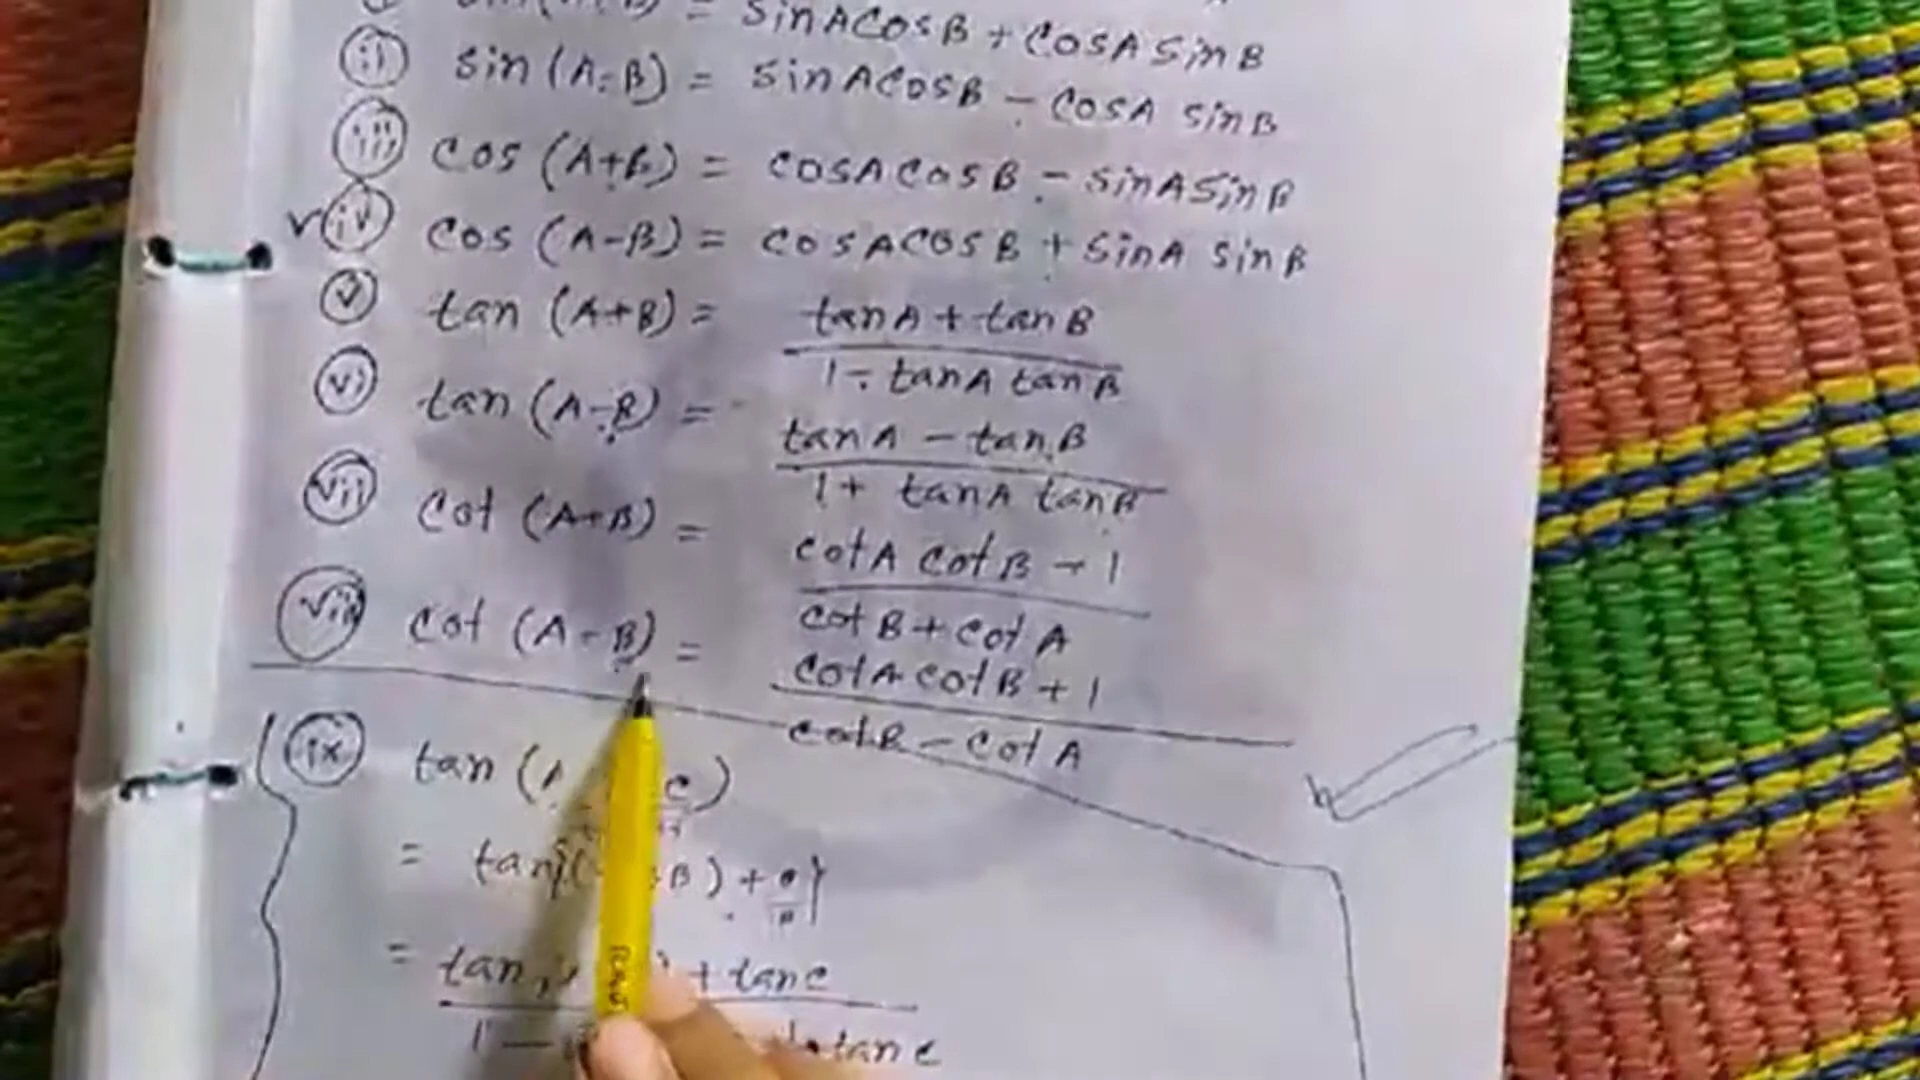 sin(A+B) = sinAcosB + cosA sinB
(ii) sin(A-B) = sinAcosB - cosA sinB
(iii) cos(A+B) = cosAcosB - sinAsinB
(iv) cos(A-B) = cosAcosB + sinA sinB
(v) tan(A+B) = tanA + tanB
1 - tanA tanB
(vi) tan(A-B) = tanA - tanB
1 + tanA tanB
(vii) cot(A+B) = cotA cotB - 1
cotB + cotA
(viii) cot(A-B) = cotA cotB + 1
cotB - cotA
(ix) tan(A C)
= tan{( +B) +
= tan + tanC
1 - tanC